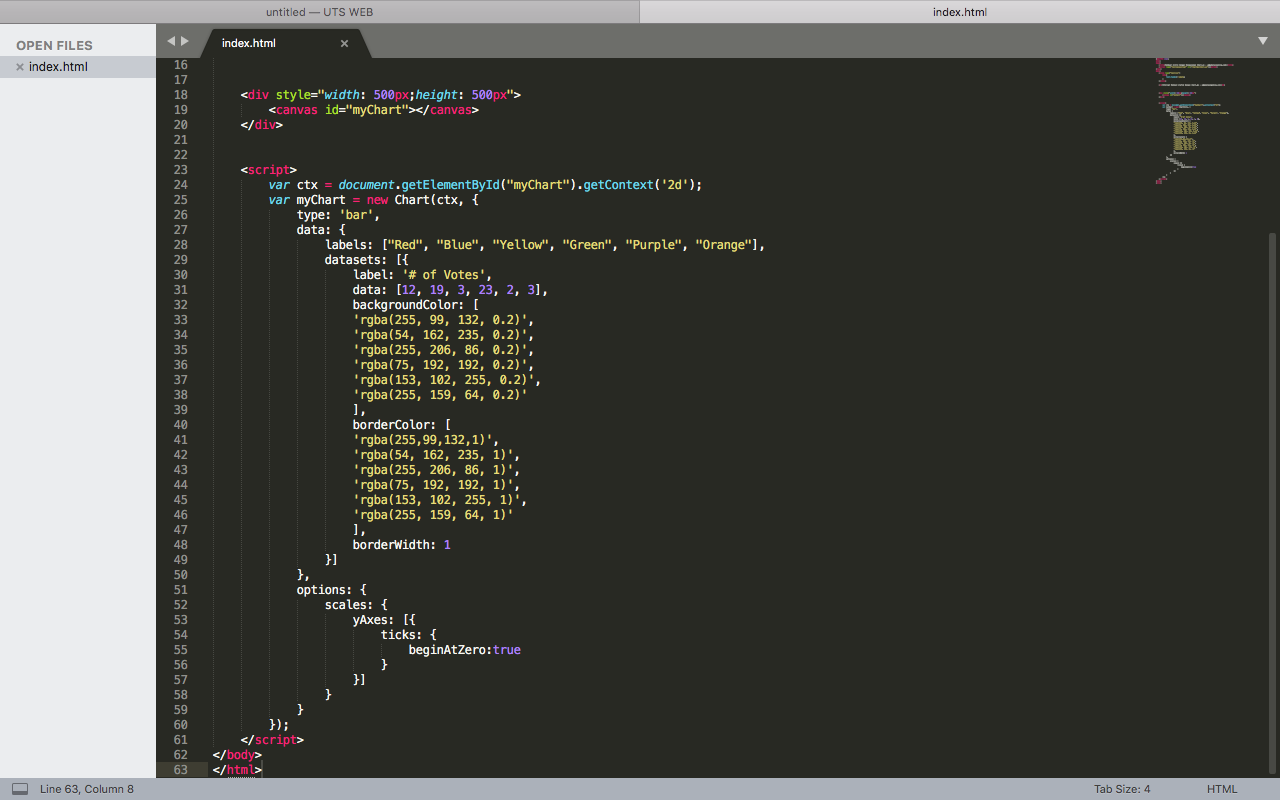 untitled — UTS WEB
index.html
OPEN FILES
index.html
index.html
16
17
18 <div style="width: 500px;height: 500px">
19 <canvas id="myChart"></canvas>
20 </div>
21
22
23 <script>
24 var ctx = document.getElementById("myChart").getContext('2d');
25 var myChart = new Chart(ctx, {
26 type: 'bar',
27 data: {
28 labels: ["Red", "Blue", "Yellow", "Green", "Purple", "Orange"],
29 datasets: [{
30 label: '# of Votes',
31 data: [12, 19, 3, 23, 2, 3],
32 backgroundColor: [
33 'rgba(255, 99, 132, 0.2)',
34 'rgba(54, 162, 235, 0.2)',
35 'rgba(255, 206, 86, 0.2)',
36 'rgba(75, 192, 192, 0.2)',
37 'rgba(153, 102, 255, 0.2)',
38 'rgba(255, 159, 64, 0.2)'
39 ],
40 borderColor: [
41 'rgba(255,99,132,1)',
42 'rgba(54, 162, 235, 1)',
43 'rgba(255, 206, 86, 1)',
44 'rgba(75, 192, 192, 1)',
45 'rgba(153, 102, 255, 1)',
46 'rgba(255, 159, 64, 1)'
47 ],
48 borderWidth: 1
49 }]
50 },
51 options: {
52 scales: {
53 yAxes: [{
54 ticks: {
55 beginAtZero:true
56 }
57 }]
58 }
59 }
60 });
61 </script>
62 </body>
63 </html>
Line 63, Column 8
Tab Size: 4
HTML